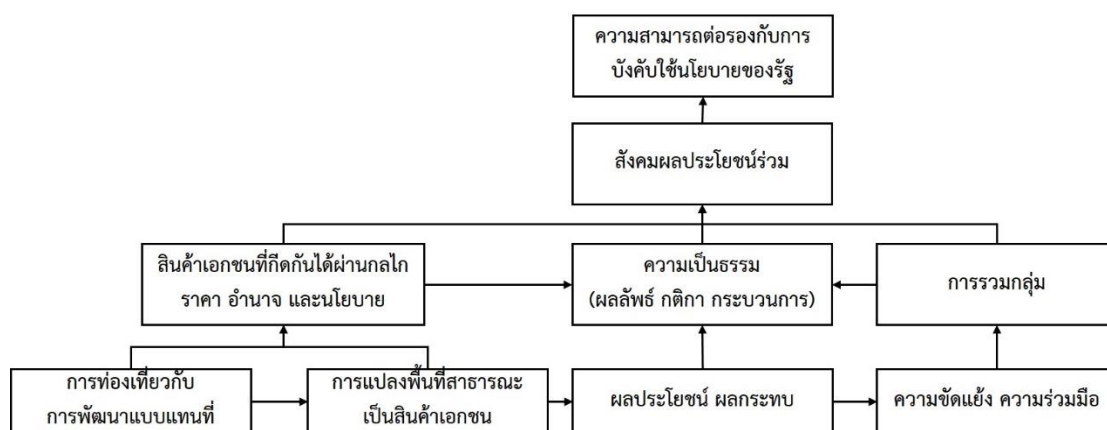 ความสามารถต่อรองกับการ
บังคับใช้นโยบายของรัฐ
สังคมผลประโยชน์ร่วม
สินค้าเอกชนที่กีดกันได้ผ่านกลไก
ราคา อำนาจ และนโยบาย
ความเป็นธรรม
(ผลลัพธ์ กติกา กระบวนการ)
การรวมกลุ่ม
การท่องเที่ยวกับ
การพัฒนาแบบแทนที่
การแปลงพื้นที่สาธารณะ
เป็นสินค้าเอกชน
ผลประโยชน์ ผลกระทบ
ความขัดแย้ง ความร่วมมือ